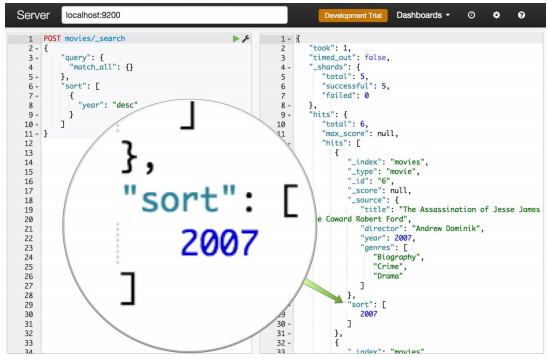 Server localhost:9200 Development Trial Dashboards
1 POST movies/_search
2 {
3 "query": {
4 "match_all": {}
5 },
6 "sort": [
7 {
8 "year": "desc"
9 }
10 ]
11 }
12
13
14
15
16
17
18
19
20
21
22
23
24
25
26
27
28
29
30
31
32
33
]
},
"sort": [
2007
]
1 {
2 "took": 1,
3 "timed_out": false,
4 "_shards": {
5 "total": 5,
6 "successful": 5,
7 "failed": 0
8 },
9 "hits": {
10 "total": 6,
11 "max_score": null,
"hits": [
{
"_index": "movies",
"_type": "movie",
"_id": "6",
"_score": null,
"_source": {
"title": "The Assassination of Jesse James
Coward Robert Ford",
"director": "Andrew Dominik",
"year": 2007,
"genres": [
"Biography",
"Crime",
"Drama"
]
},
"sort": [
2007
30 ]
31 },
32 {
33 "_index": "movies"